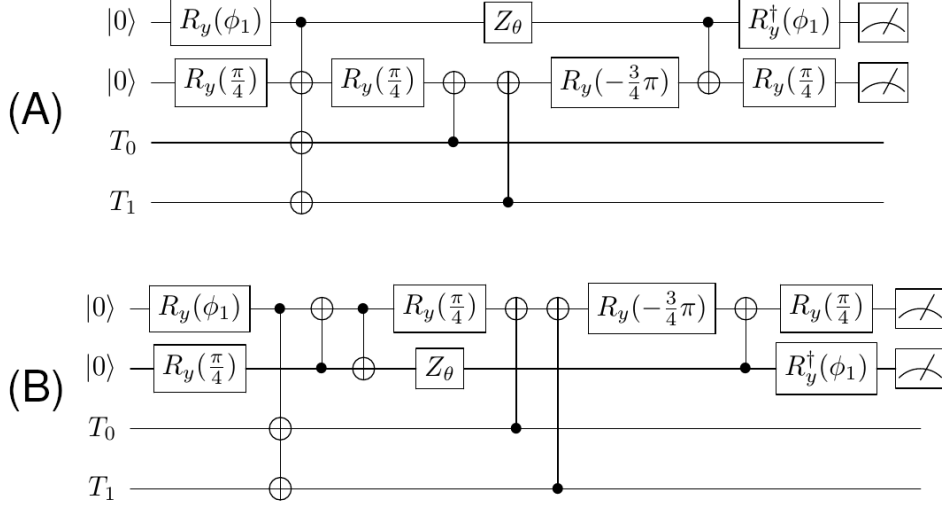 |0⟩ R_y(ϕ_1) Z_θ R_y^†(ϕ_1)
|0⟩ R_y(π/4) R_y(π/4) R_y(−3/4 π) R_y(π/4)
(A)
T_0
T_1
|0⟩ R_y(ϕ_1) R_y(π/4) R_y(−3/4 π) R_y(π/4)
|0⟩ R_y(π/4) Z_θ R_y^†(ϕ_1)
(B)
T_0
T_1